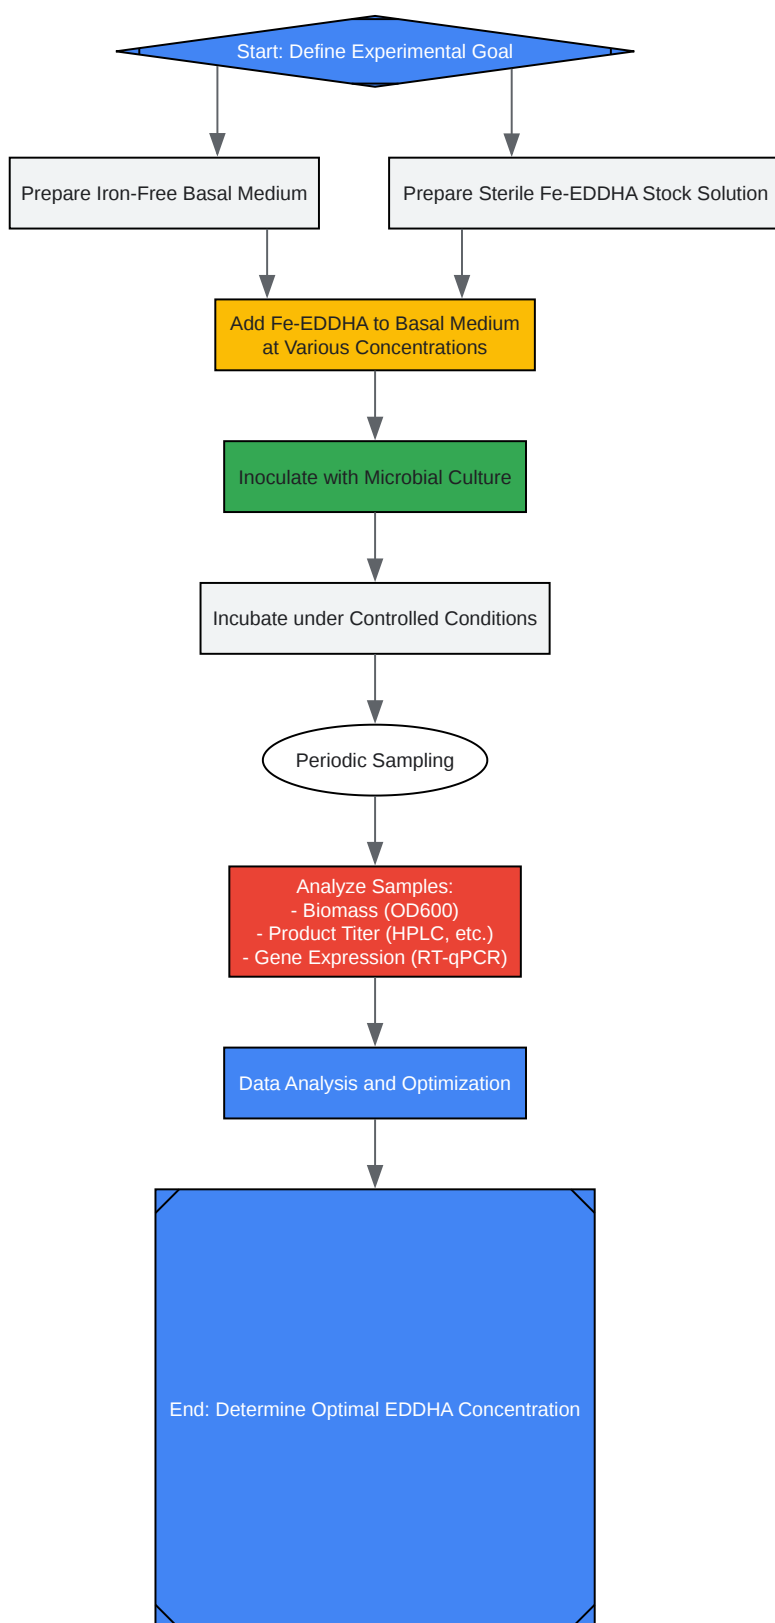 Start: Define Experimental Goal
Prepare Iron-Free Basal Medium
Prepare Sterile Fe-EDDHA Stock Solution
Add Fe-EDDHA to Basal Medium
at Various Concentrations
Inoculate with Microbial Culture
Incubate under Controlled Conditions
Periodic Sampling
Analyze Samples:
- Biomass (OD600)
- Product Titer (HPLC, etc.)
- Gene Expression (RT-qPCR)
Data Analysis and Optimization
End: Determine Optimal EDDHA Concentration